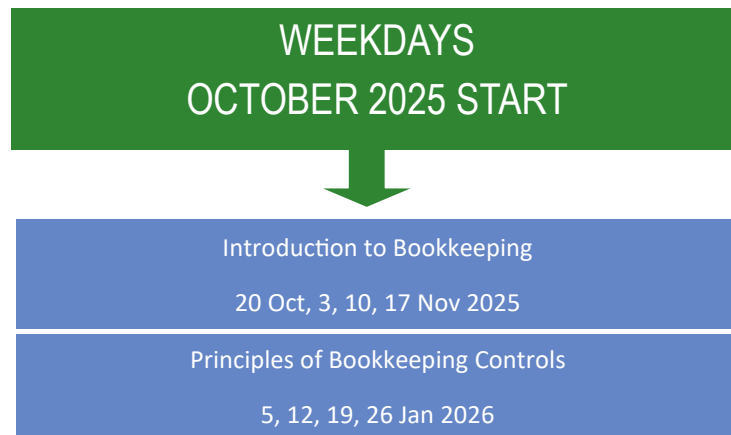 WEEKDAYS
OCTOBER 2025 START
Introduction to Bookkeeping
20 Oct, 3, 10, 17 Nov 2025
Principles of Bookkeeping Controls
5, 12, 19, 26 Jan 2026